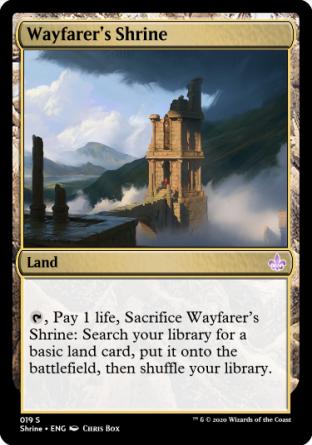 Wayfarer's Shrine
Land
, Pay 1 life, Sacrifice Wayfarer's
Shrine: Search your library for a
basic land card, put it onto the
battlefield, then shuffle your library.
019 S
Shrine • ENG Chris Box
™ & © 2020 Wizards of the Coast